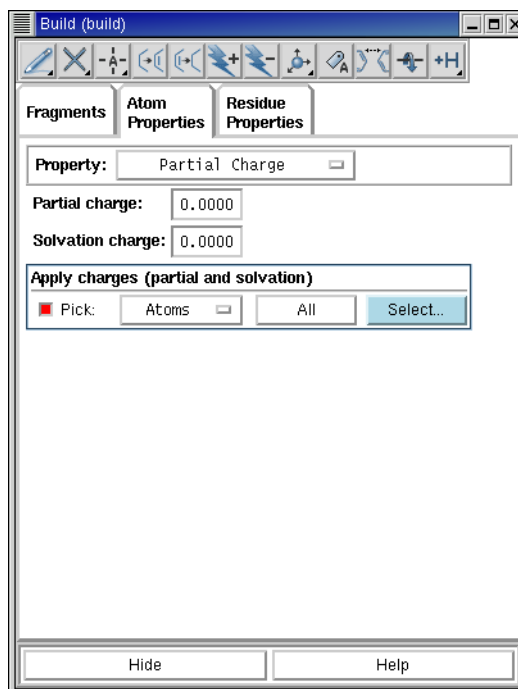 Build (build)
A
A
+H
Fragments
Atom
Properties
Residue
Properties
Property: Partial Charge
Partial charge: 0.0000
Solvation charge: 0.0000
Apply charges (partial and solvation)
Pick: Atoms All Select...
Hide Help